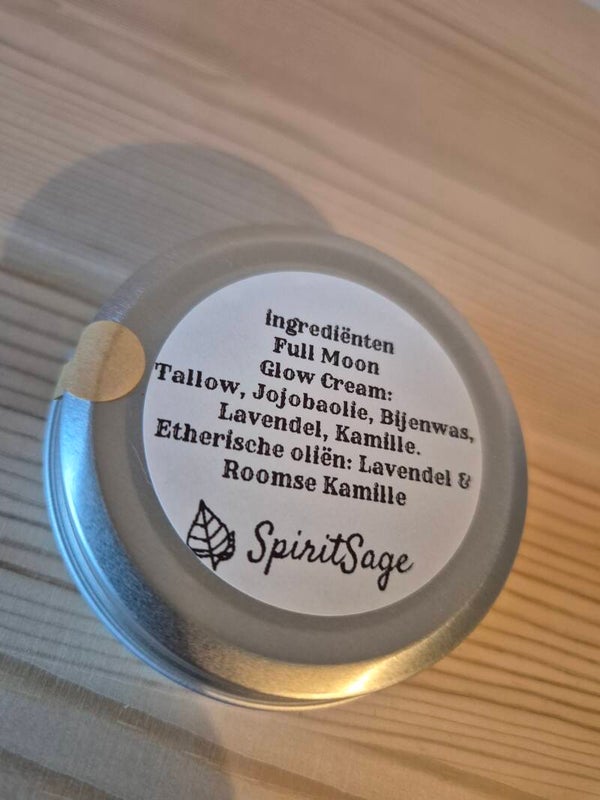 ingrediënten
Full Moon
Glow Cream:
Tallow, Jojobaolie, Bijenwas,
Lavendel, Kamille.
Etherische oliën: Lavendel &
Roomse Kamille
SpiritSage